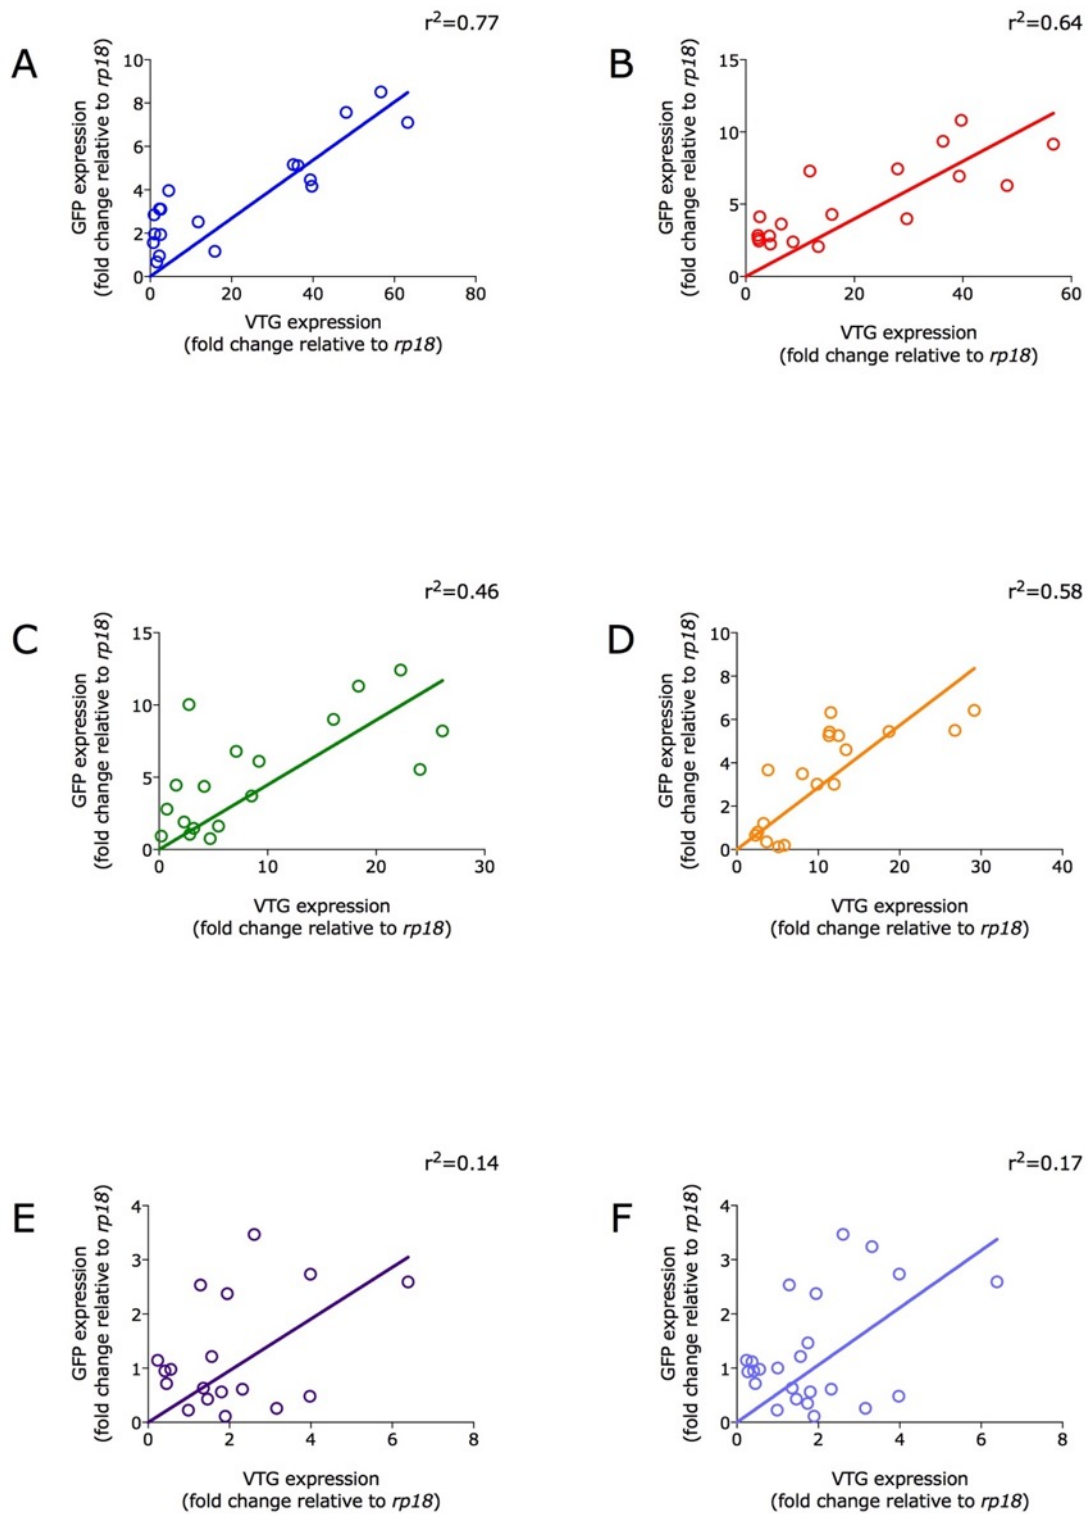 r²=0.77
A
GFP expression
(fold change relative to rp18)
10
8
6
4
2
0
0 20 40 60 80
VTG expression
(fold change relative to rp18)
r²=0.64
B
GFP expression
(fold change relative to rp18)
15
10
5
0
0 20 40 60
VTG expression
(fold change relative to rp18)
r²=0.46
C
GFP expression
(fold change relative to rp18)
15
10
5
0
0 10 20 30
VTG expression
(fold change relative to rp18)
r²=0.58
D
GFP expression
(fold change relative to rp18)
10
8
6
4
2
0
0 10 20 30 40
VTG expression
(fold change relative to rp18)
r²=0.14
E
GFP expression
(fold change relative to rp18)
4
3
2
1
0
0 2 4 6 8
VTG expression
(fold change relative to rp18)
r²=0.17
F
GFP expression
(fold change relative to rp18)
4
3
2
1
0
0 2 4 6 8
VTG expression
(fold change relative to rp18)